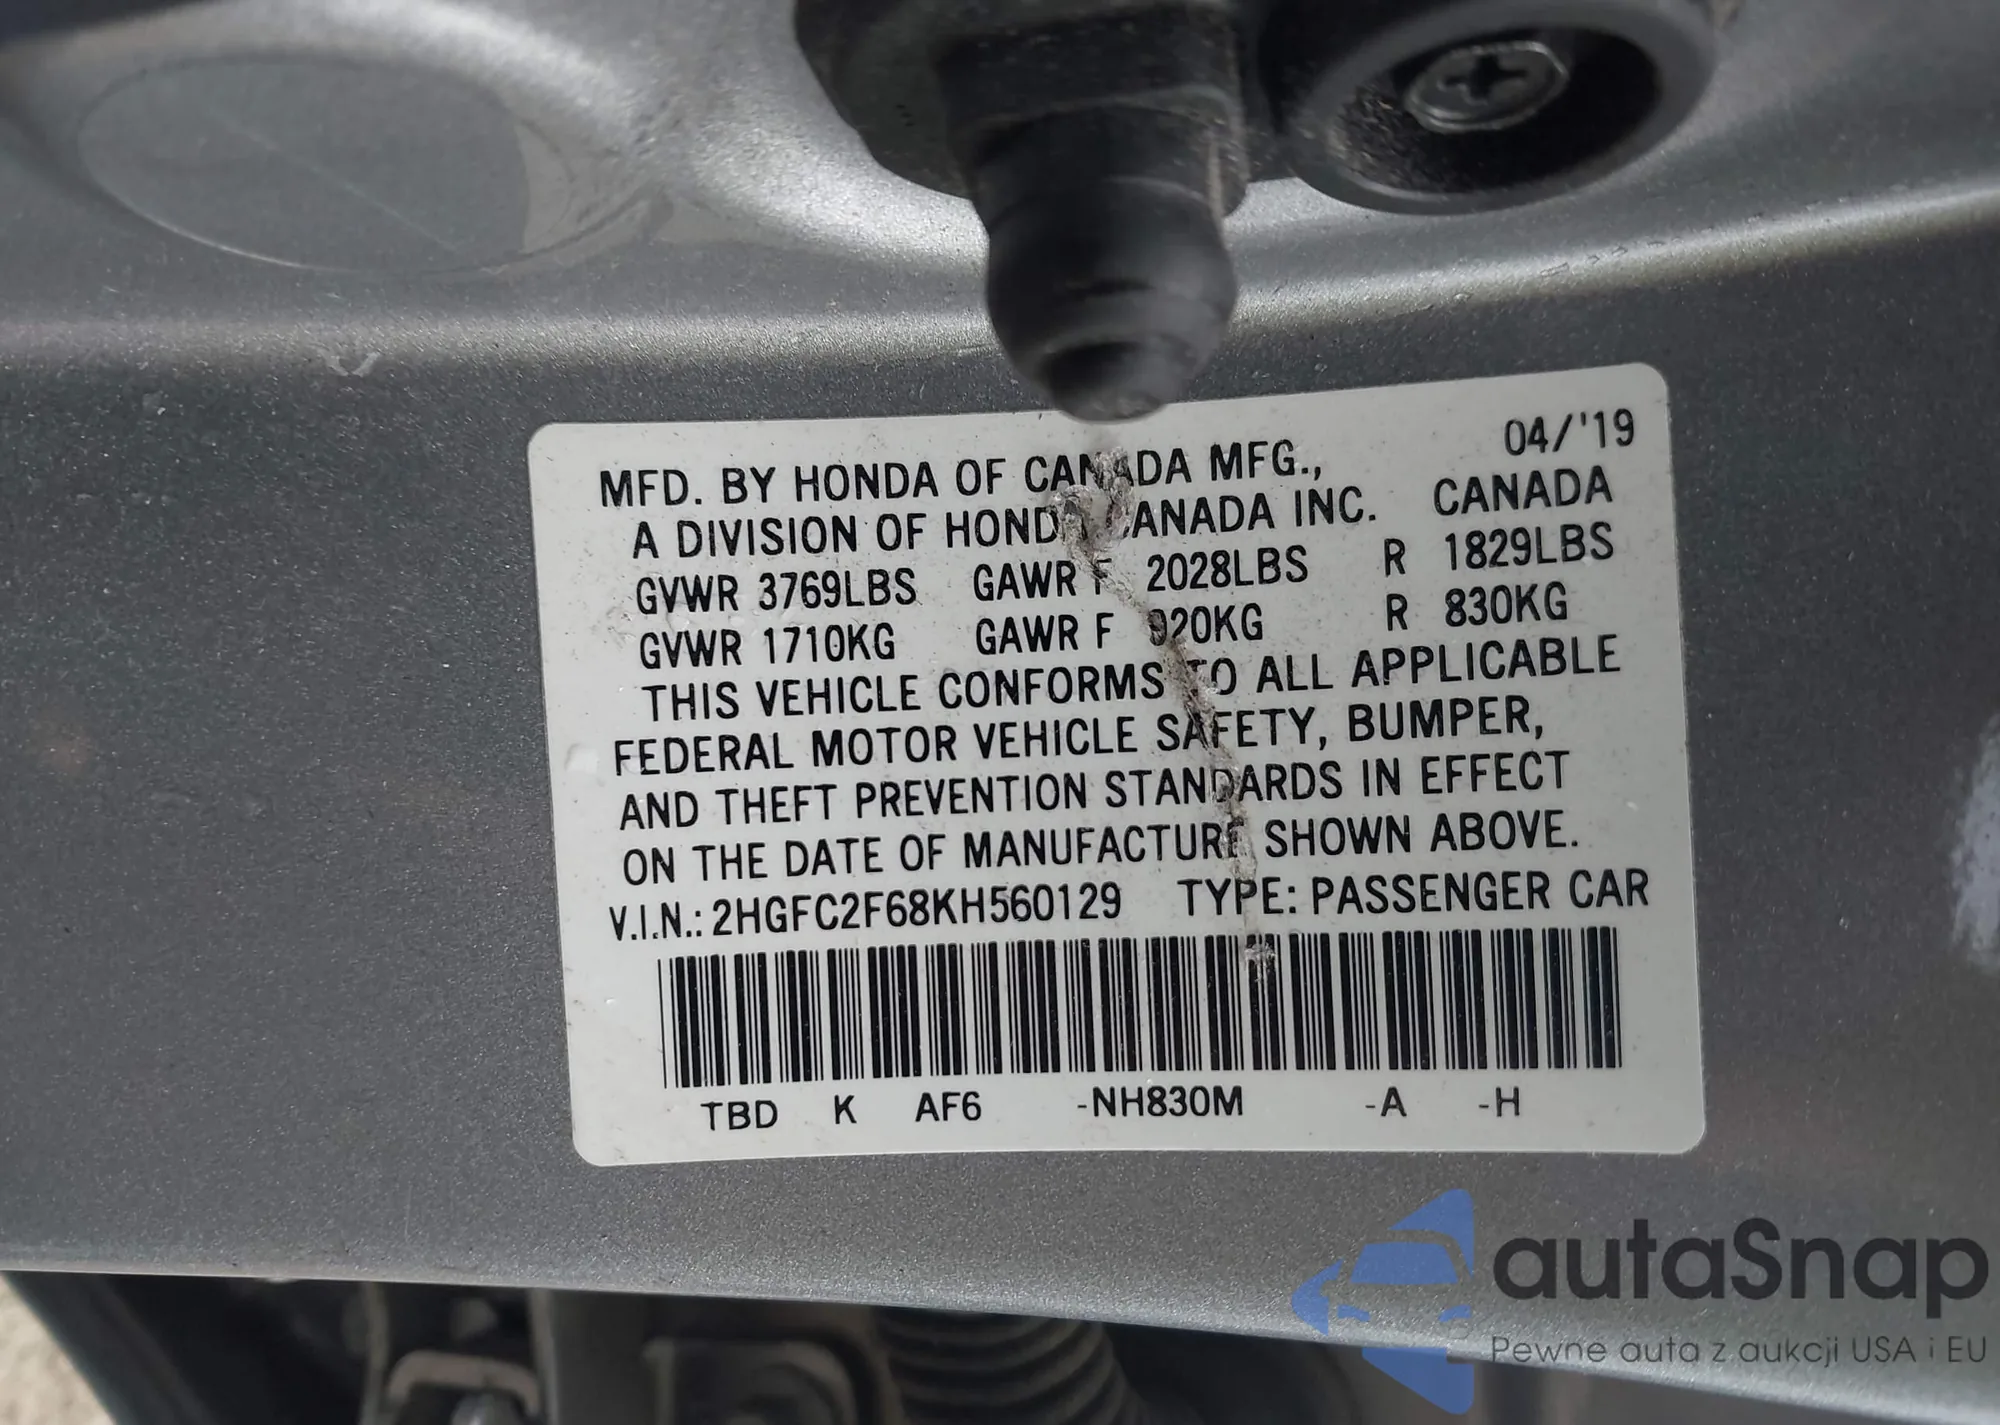 04/'19
MFD. BY HONDA OF CANADA MFG.,
A DIVISION OF HONDA CANADA INC. CANADA
GVWR 3769LBS GAWR F 2028LBS R 1829LBS
GVWR 1710KG GAWR F 920KG R 830KG
THIS VEHICLE CONFORMS TO ALL APPLICABLE
FEDERAL MOTOR VEHICLE SAFETY, BUMPER,
AND THEFT PREVENTION STANDARDS IN EFFECT
ON THE DATE OF MANUFACTURE SHOWN ABOVE.
V.I.N.: 2HGFC2F68KH560129 TYPE: PASSENGER CAR
TBD K AF6 -NH830M -A -H
autaSnap
Pewne auta z aukcji USA i EU